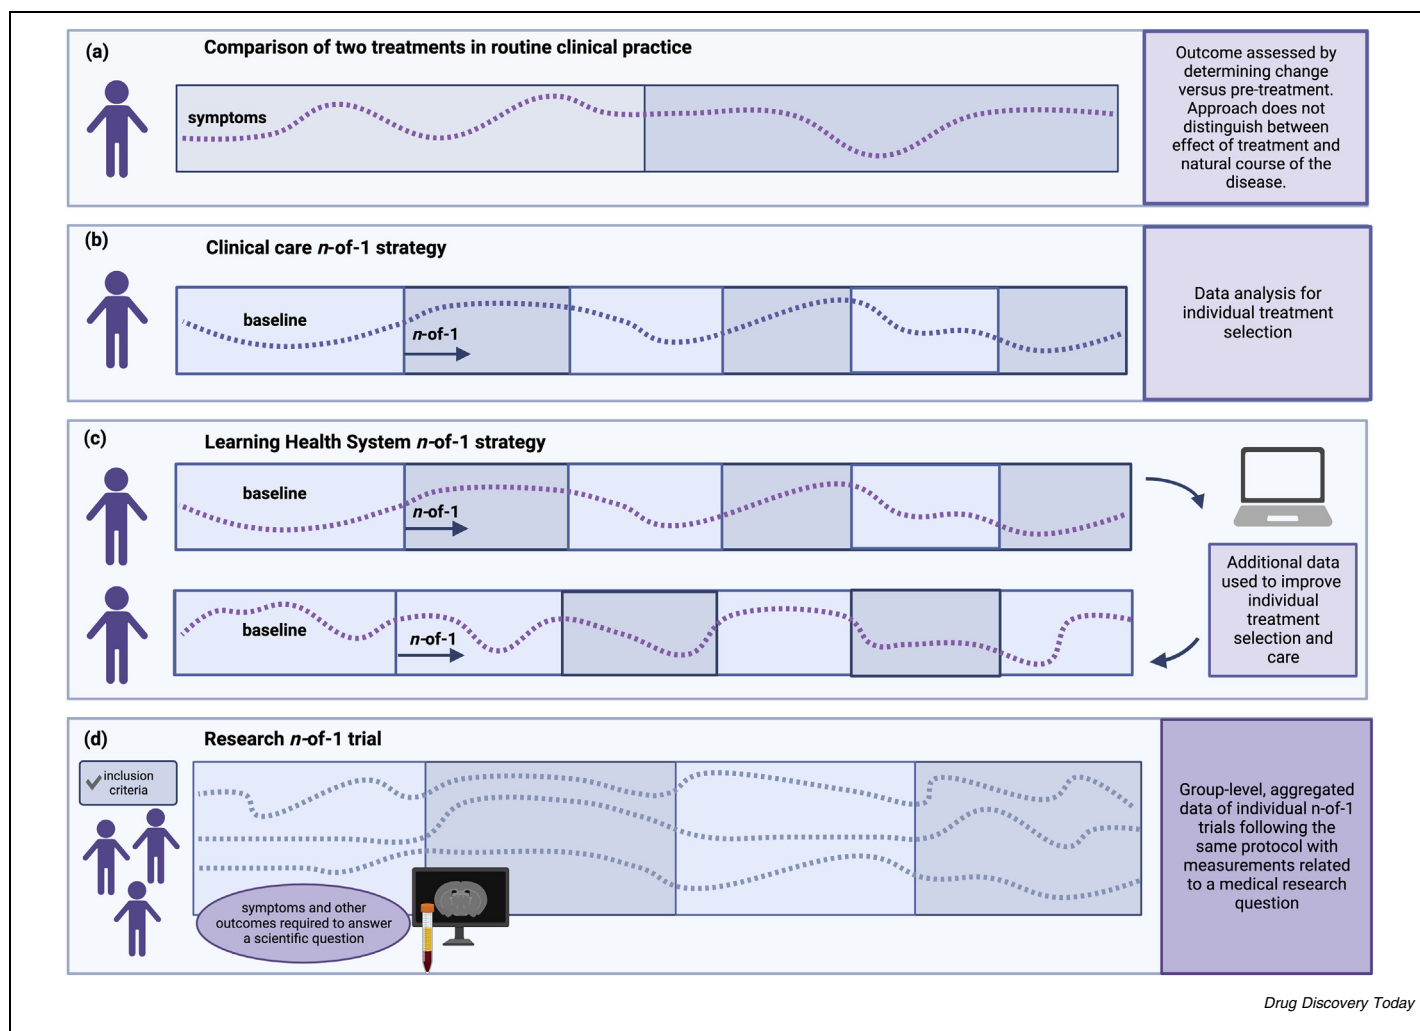 (a)
Comparison of two treatments in routine clinical practice
symptoms
Outcome assessed by
determining change
versus pre-treatment.
Approach does not
distinguish between
effect of treatment and
natural course of the
disease.
(b)
Clinical care n-of-1 strategy
baseline
n-of-1
Data analysis for
individual treatment
selection
(c)
Learning Health System n-of-1 strategy
baseline
n-of-1
baseline
n-of-1
Additional data
used to improve
individual
treatment
selection and
care
(d)
Research n-of-1 trial
inclusion
criteria
symptoms and other
outcomes required to answer
a scientific question
Group-level, aggregated
data of individual n-of-1
trials following the
same protocol with
measurements related
to a medical research
question
Drug Discovery Today